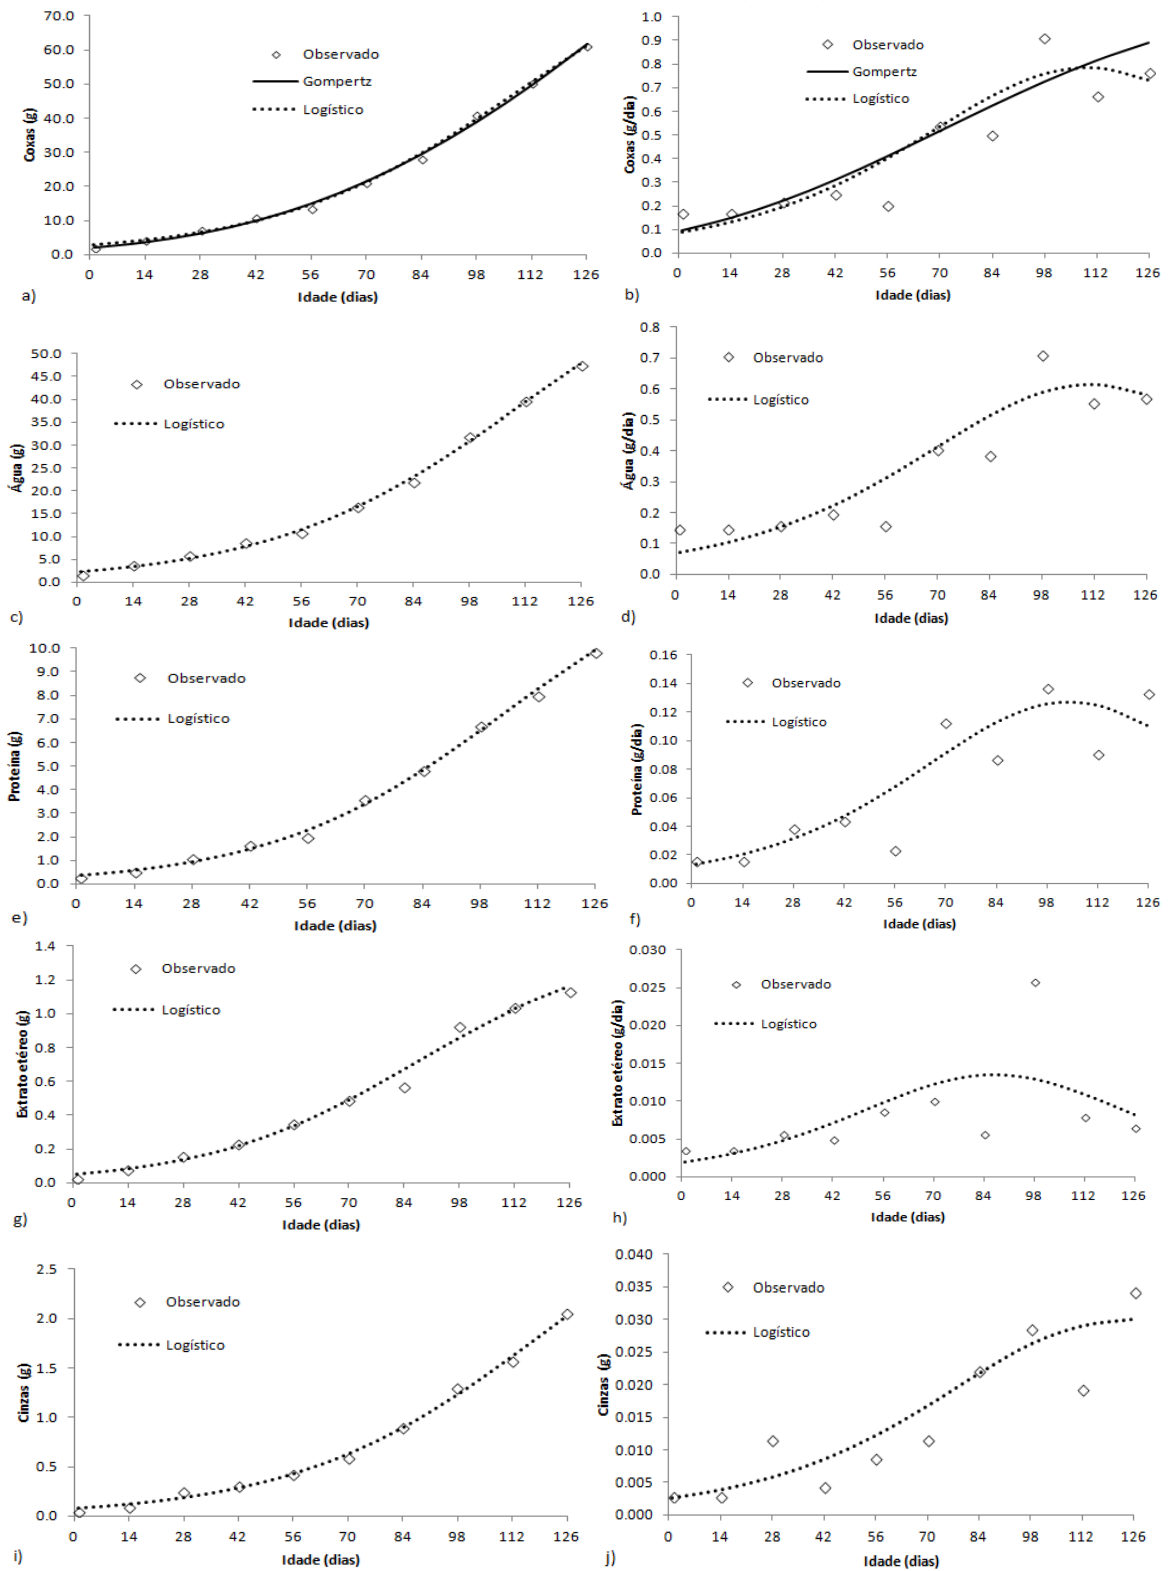 70.0
60.0
50.0
40.0
30.0
20.0
10.0
0.0
Coxas (g)
Observado
Gompertz
Logístico
0 14 28 42 56 70 84 98 112 126
Idade (dias)
a)
1.0
0.9
0.8
0.7
0.6
0.5
0.4
0.3
0.2
0.1
0.0
Coxas (g/dia)
Observado
Gompertz
Logístico
0 14 28 42 56 70 84 98 112 126
Idade (dias)
b)
50.0
45.0
40.0
35.0
30.0
25.0
20.0
15.0
10.0
5.0
0.0
Água (g)
Observado
Logístico
0 14 28 42 56 70 84 98 112 126
Idade (dias)
c)
0.8
0.7
0.6
0.5
0.4
0.3
0.2
0.1
0.0
Água (g/dia)
Observado
Logístico
0 14 28 42 56 70 84 98 112 126
Idade (dias)
d)
10.0
9.0
8.0
7.0
6.0
5.0
4.0
3.0
2.0
1.0
0.0
Proteína (g)
Observado
Logístico
0 14 28 42 56 70 84 98 112 126
Idade (dias)
e)
0.16
0.14
0.12
0.10
0.08
0.06
0.04
0.02
0.00
Proteína (g/dia)
Observado
Logístico
0 14 28 42 56 70 84 98 112 126
Idade (dias)
f)
1.4
1.2
1.0
0.8
0.6
0.4
0.2
0.0
Extrato etéreo (g)
Observado
Logístico
0 14 28 42 56 70 84 98 112 126
Idade (dias)
g)
0.030
0.025
0.020
0.015
0.010
0.005
0.000
Extrato etéreo (g/dia)
Observado
Logístico
0 14 28 42 56 70 84 98 112 126
Idade (dias)
h)
2.5
2.0
1.5
1.0
0.5
0.0
Cinzas (g)
Observado
Logístico
0 14 28 42 56 70 84 98 112 126
Idade (dias)
i)
0.040
0.035
0.030
0.025
0.020
0.015
0.010
0.005
0.000
Cinzas (g)
Observado
Logístico
0 14 28 42 56 70 84 98 112 126
Idade (dias)
j)